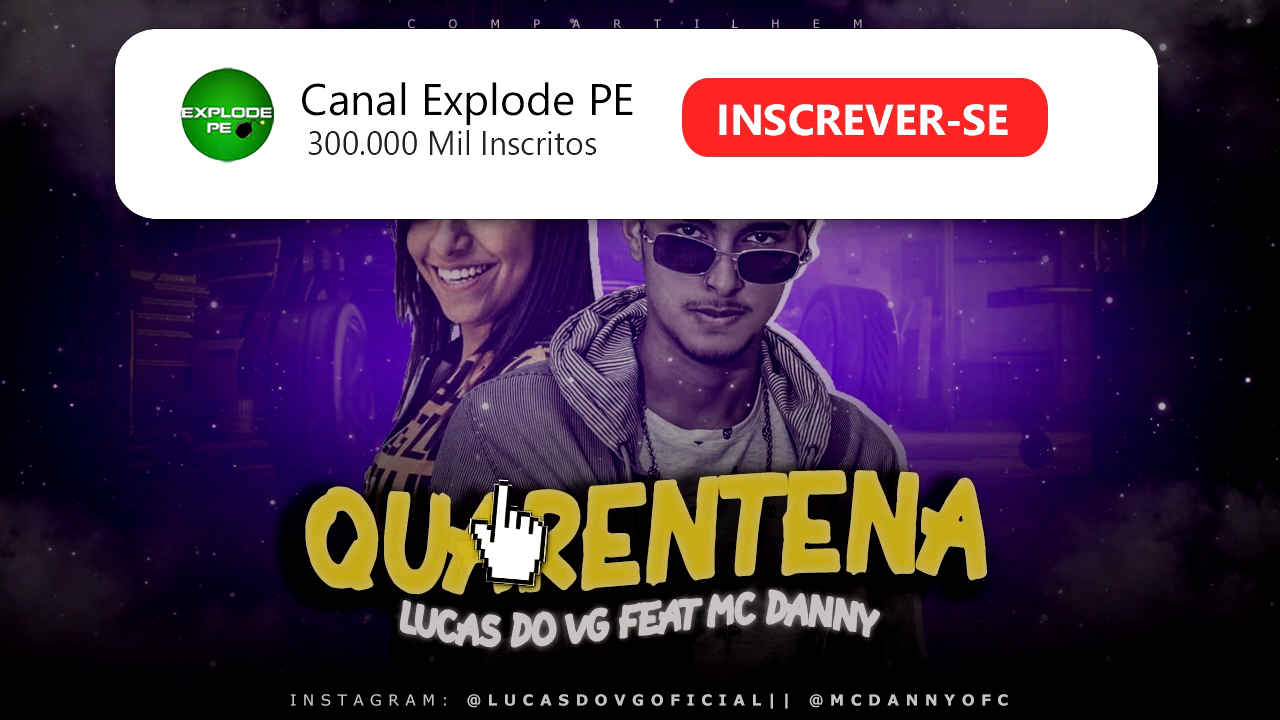 COMPARTILHEM
EXPLODE
PE
Canal Explode PE
300.000 Mil Inscritos
INSCREVER-SE
QUARENTENA
LUCAS DO VG FEAT MC DANNY
INSTAGRAM: @LUCASDOVGOFICIAL|| @MCDANNYOFC